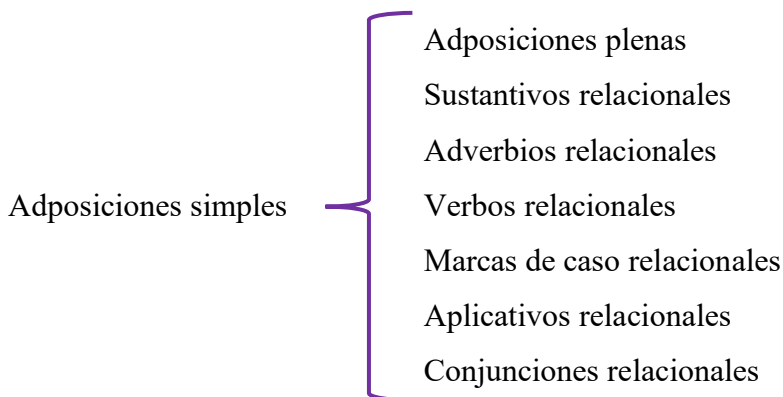 Adposiciones plenas
Sustantivos relacionales
Adverbios relacionales
Adposiciones simples
Verbos relacionales
Marcas de caso relacionales
Aplicativos relacionales
Conjunciones relacionales